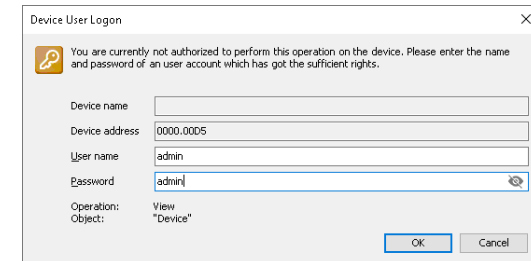 Device User Logon
You are currently not authorized to perform this operation on the device. Please enter the name
and password of an user account which has got the sufficient rights.
Device name
Device address 0000.00D5
User name admin
Password admin
Operation: View
Object: "Device"
OK Cancel